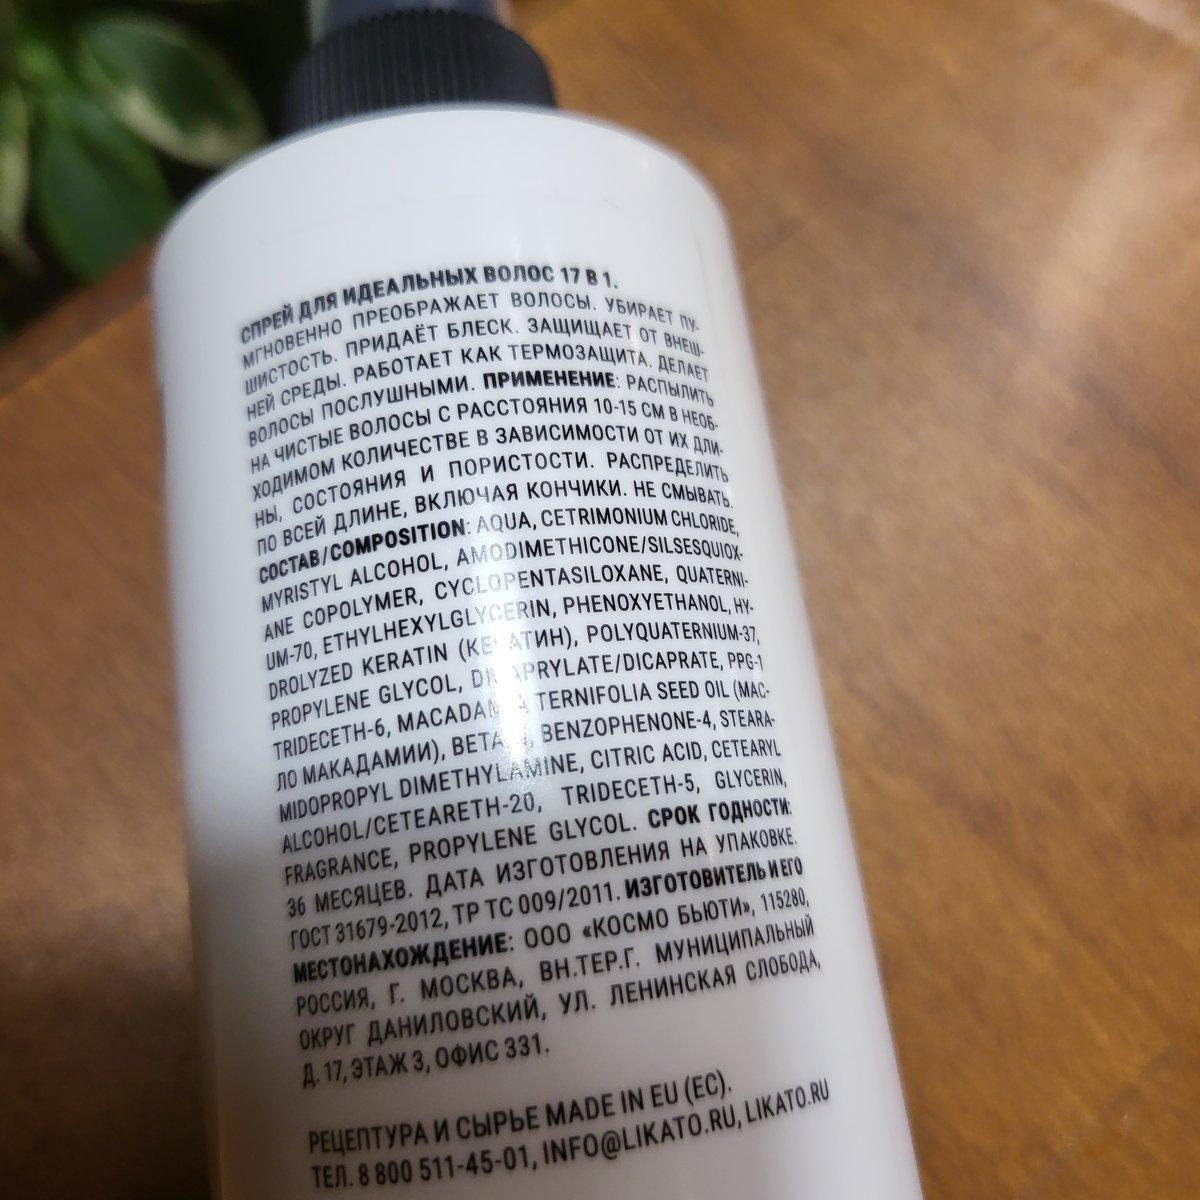 СПРЕЙ ДЛЯ ИДЕАЛЬНЫХ ВОЛОС 17 В 1.
МГНОВЕННО ПРЕОБРАЖАЕТ ВОЛОСЫ. УБИРАЕТ ПУ-
ШИСТОСТЬ. ПРИДАЁТ БЛЕСК. ЗАЩИЩАЕТ ОТ ВНЕШ-
НЕЙ СРЕДЫ. РАБОТАЕТ КАК ТЕРМОЗАЩИТА. ДЕЛАЕТ
ВОЛОСЫ ПОСЛУШНЫМИ. ПРИМЕНЕНИЕ: РАСПЫЛИТЬ
НА ЧИСТЫЕ ВОЛОСЫ С РАССТОЯНИЯ 10-15 СМ В НЕОБ-
ХОДИМОМ КОЛИЧЕСТВЕ В ЗАВИСИМОСТИ ОТ ИХ ДЛИ-
НЫ, СОСТОЯНИЯ И ПОРИСТОСТИ. РАСПРЕДЕЛИТЬ
ПО ВСЕЙ ДЛИНЕ, ВКЛЮЧАЯ КОНЧИКИ. НЕ СМЫВАТЬ.
СОСТАВ/COMPOSITION: AQUA, CETRIMONIUM CHLORIDE,
MYRISTYL ALCOHOL, AMODIMETHICONE/SILSESQUIOX-
ANE COPOLYMER, CYCLOPENTASILOXANE, QUATERNI-
UM-70, ETHYLHEXYLGLYCERIN, PHENOXYETHANOL, HY-
DROLYZED KERATIN (КЕРАТИН), POLYQUATERNIUM-37,
PROPYLENE GLYCOL, DICAPRYLATE/DICAPRATE, PPG-1
TRIDECETH-6, MACADAMIA TERNIFOLIA SEED OIL (МАС-
ЛО МАКАДАМИИ), BENZOPHENONE-4, STEARA-
MIDOPROPYL DIMETHYLAMINE, CITRIC ACID, CETEARYL
ALCOHOL/CETEARETH-20, TRIDECETH-5, GLYCERIN,
FRAGRANCE, PROPYLENE GLYCOL. СРОК ГОДНОСТИ:
36 МЕСЯЦЕВ. ДАТА ИЗГОТОВЛЕНИЯ НА УПАКОВКЕ.
ГОСТ 31679-2012, ТР ТС 009/2011. ИЗГОТОВИТЕЛЬ И ЕГО
МЕСТОНАХОЖДЕНИЕ: ООО «КОСМО БЬЮТИ», 115280,
РОССИЯ, Г. МОСКВА, ВН.ТЕР.Г. МУНИЦИПАЛЬНЫЙ
ОКРУГ ДАНИЛОВСКИЙ, УЛ. ЛЕНИНСКАЯ СЛОБОДА,
Д. 17, ЭТАЖ 3, ОФИС 331.
РЕЦЕПТУРА И СЫРЬЕ MADE IN EU (ЕС).
ТЕЛ. 8 800 511-45-01, INFO@LIKATO.RU, LIKATO.RU